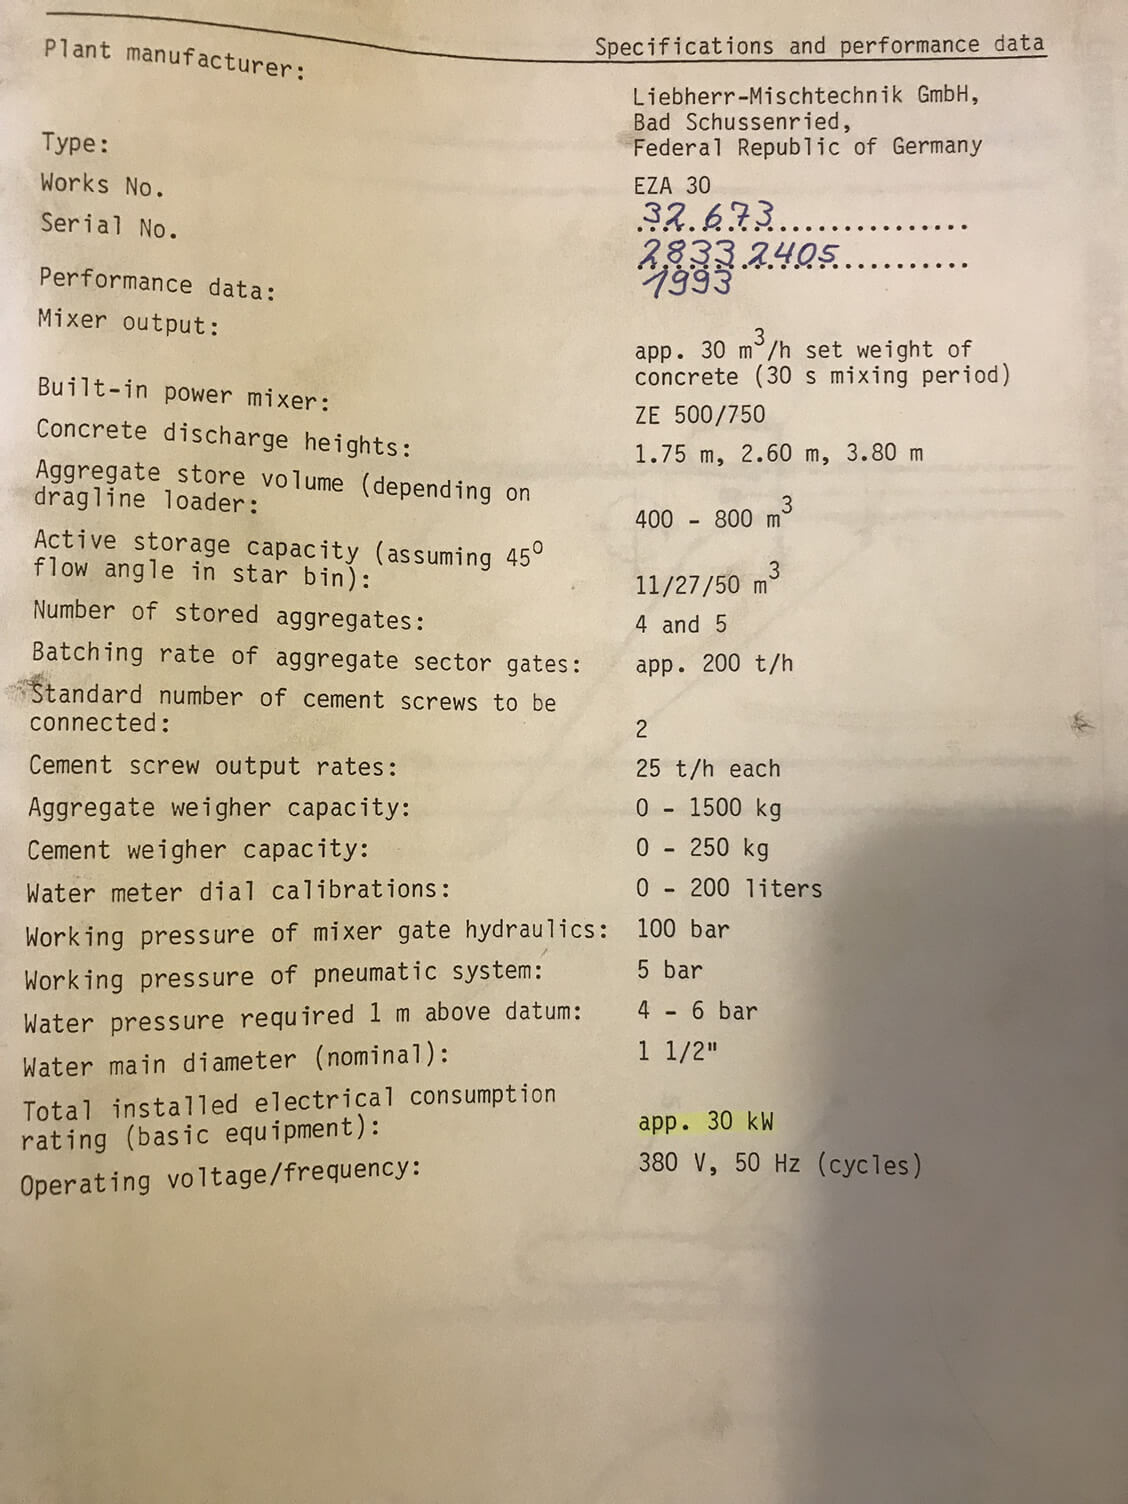 Specifications and performance data
Plant manufacturer:
Liebherr-Mischtechnik GmbH,
Bad Schussenried,
Federal Republic of Germany
Type:
EZA 30
Works No.
32.673
Serial No.
2833 2405
1993
Performance data:
Mixer output:
app. 30 m³/h set weight of
concrete (30 s mixing period)
Built-in power mixer:
ZE 500/750
Concrete discharge heights:
1.75 m, 2.60 m, 3.80 m
Aggregate store volume (depending on
dragline loader:
400 - 800 m³
Active storage capacity (assuming 45°
flow angle in star bin):
11/27/50 m³
Number of stored aggregates:
4 and 5
Batching rate of aggregate sector gates:
app. 200 t/h
Standard number of cement screws to be
connected:
2
Cement screw output rates:
25 t/h each
Aggregate weigher capacity:
0 - 1500 kg
Cement weigher capacity:
0 - 250 kg
Water meter dial calibrations:
0 - 200 liters
Working pressure of mixer gate hydraulics:
100 bar
Working pressure of pneumatic system:
5 bar
Water pressure required 1 m above datum:
4 - 6 bar
Water main diameter (nominal):
1 1/2"
Total installed electrical consumption
rating (basic equipment):
app. 30 kW
Operating voltage/frequency:
380 V, 50 Hz (cycles)